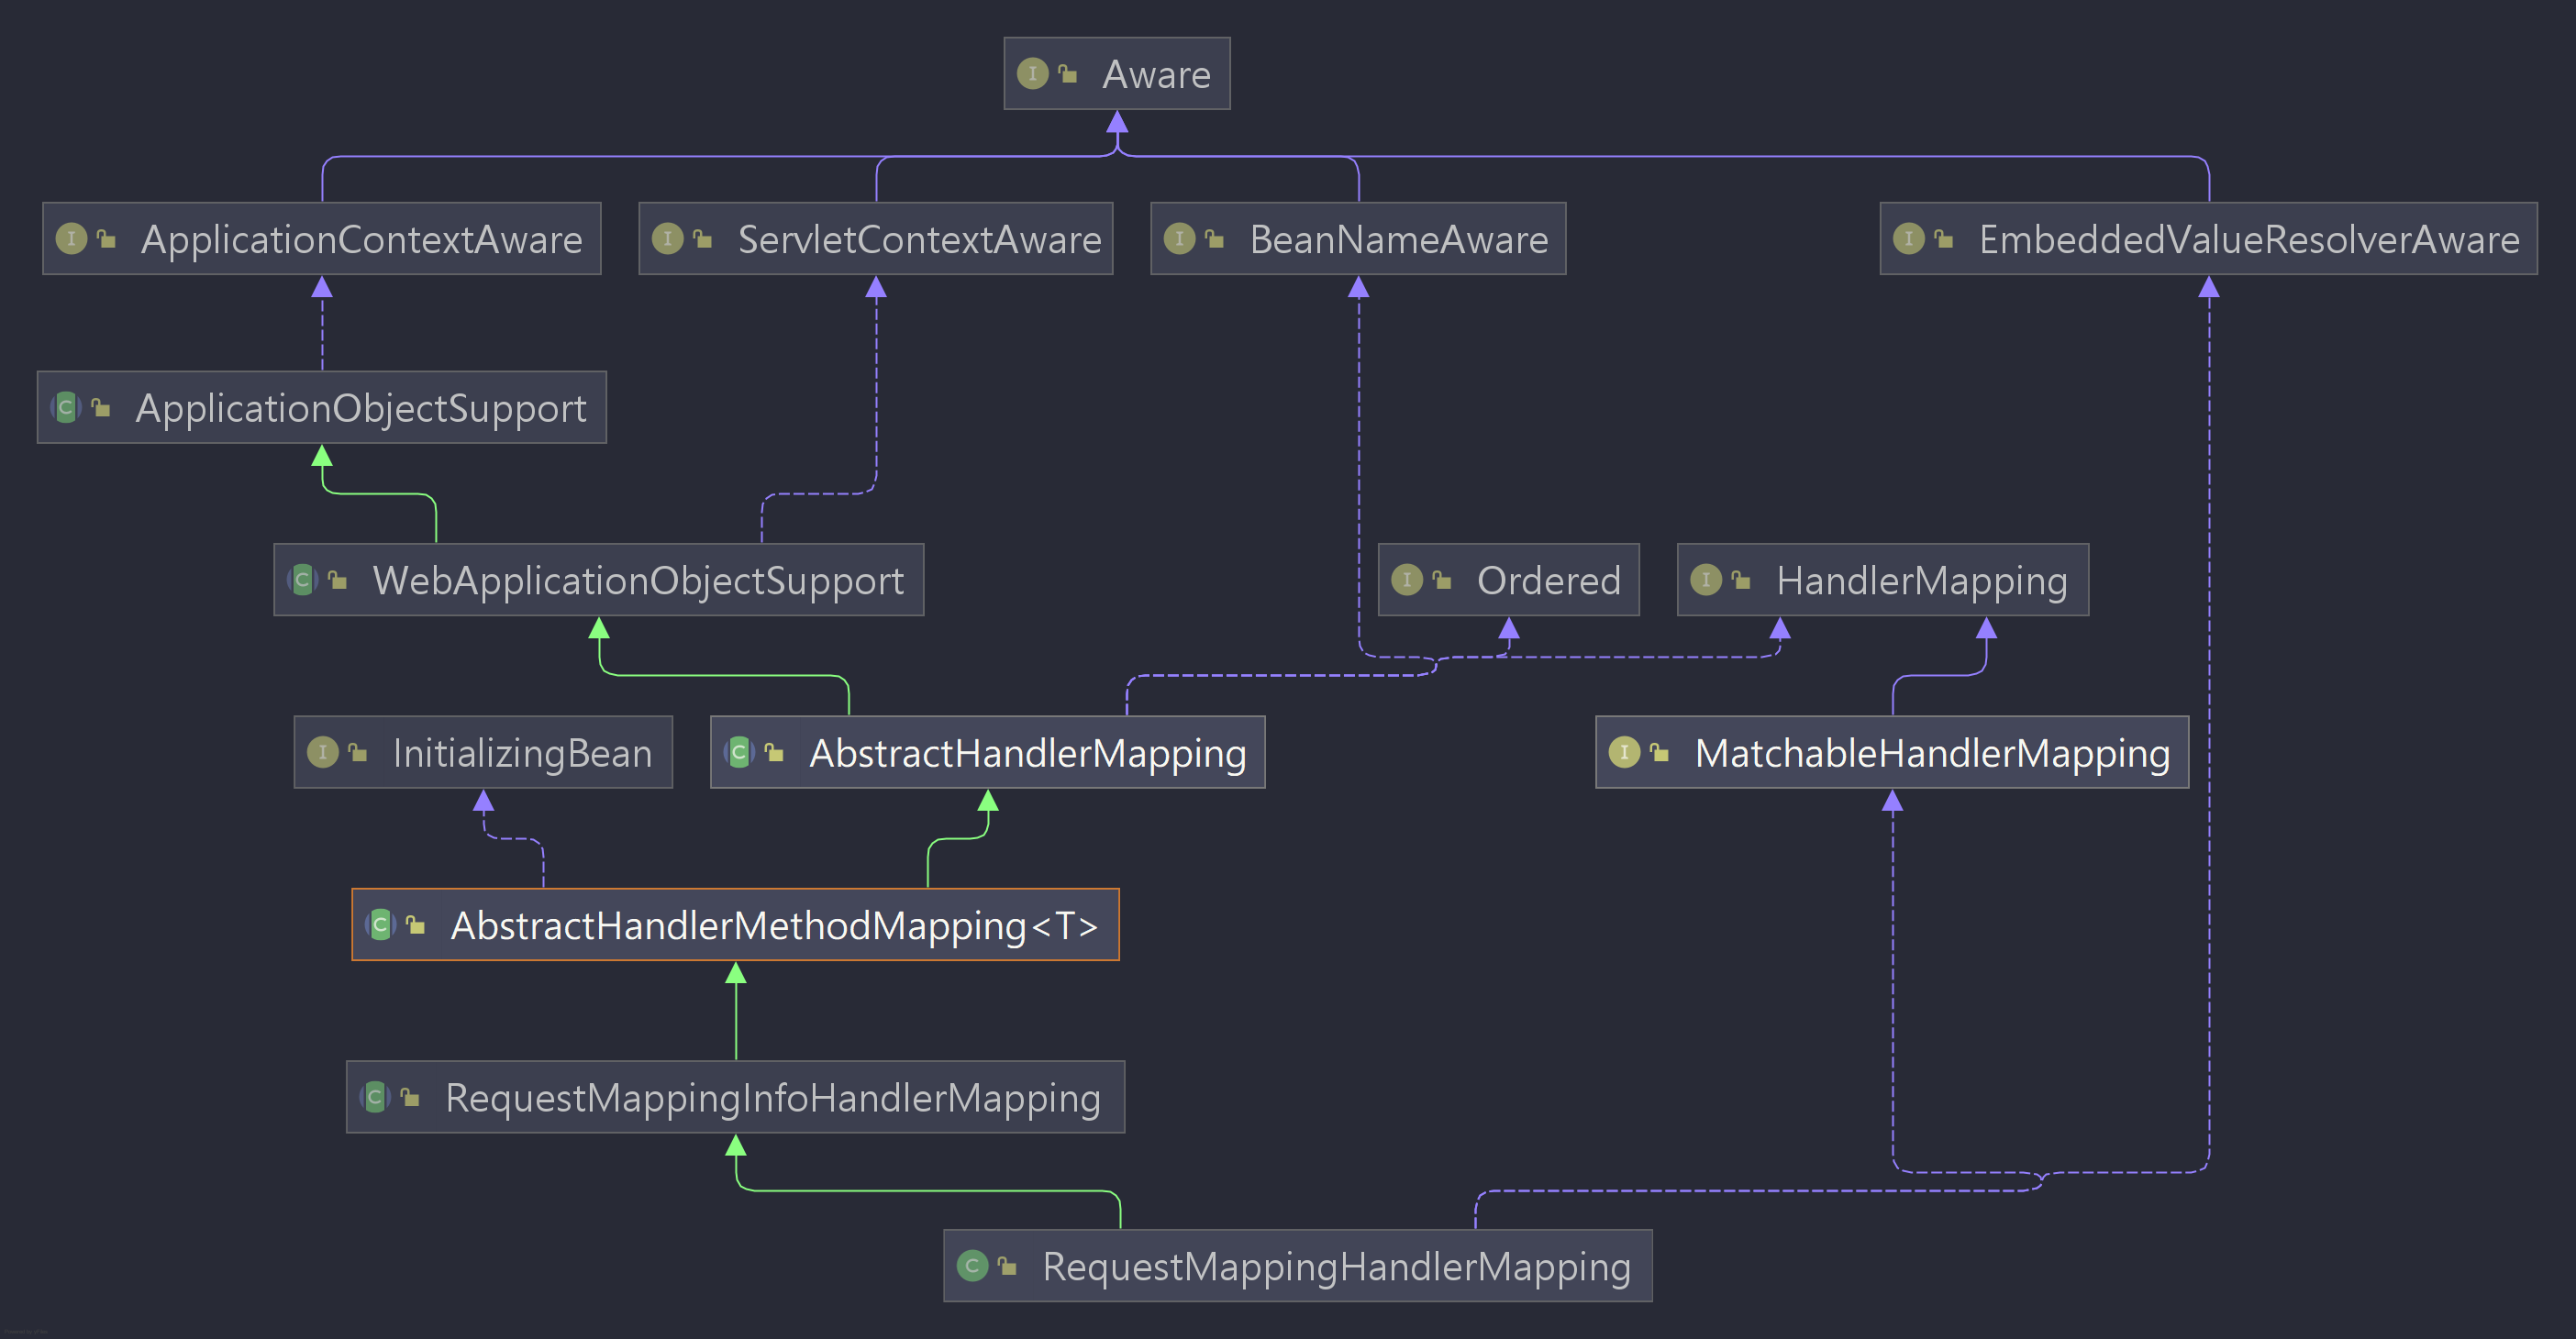 Aware
ApplicationContextAware
ServletContextAware
BeanNameAware
EmbeddedValueResolverAware
ApplicationObjectSupport
WebApplicationObjectSupport
Ordered
HandlerMapping
InitializingBean
AbstractHandlerMapping
MatchableHandlerMapping
AbstractHandlerMethodMapping<T>
RequestMappingInfoHandlerMapping
RequestMappingHandlerMapping